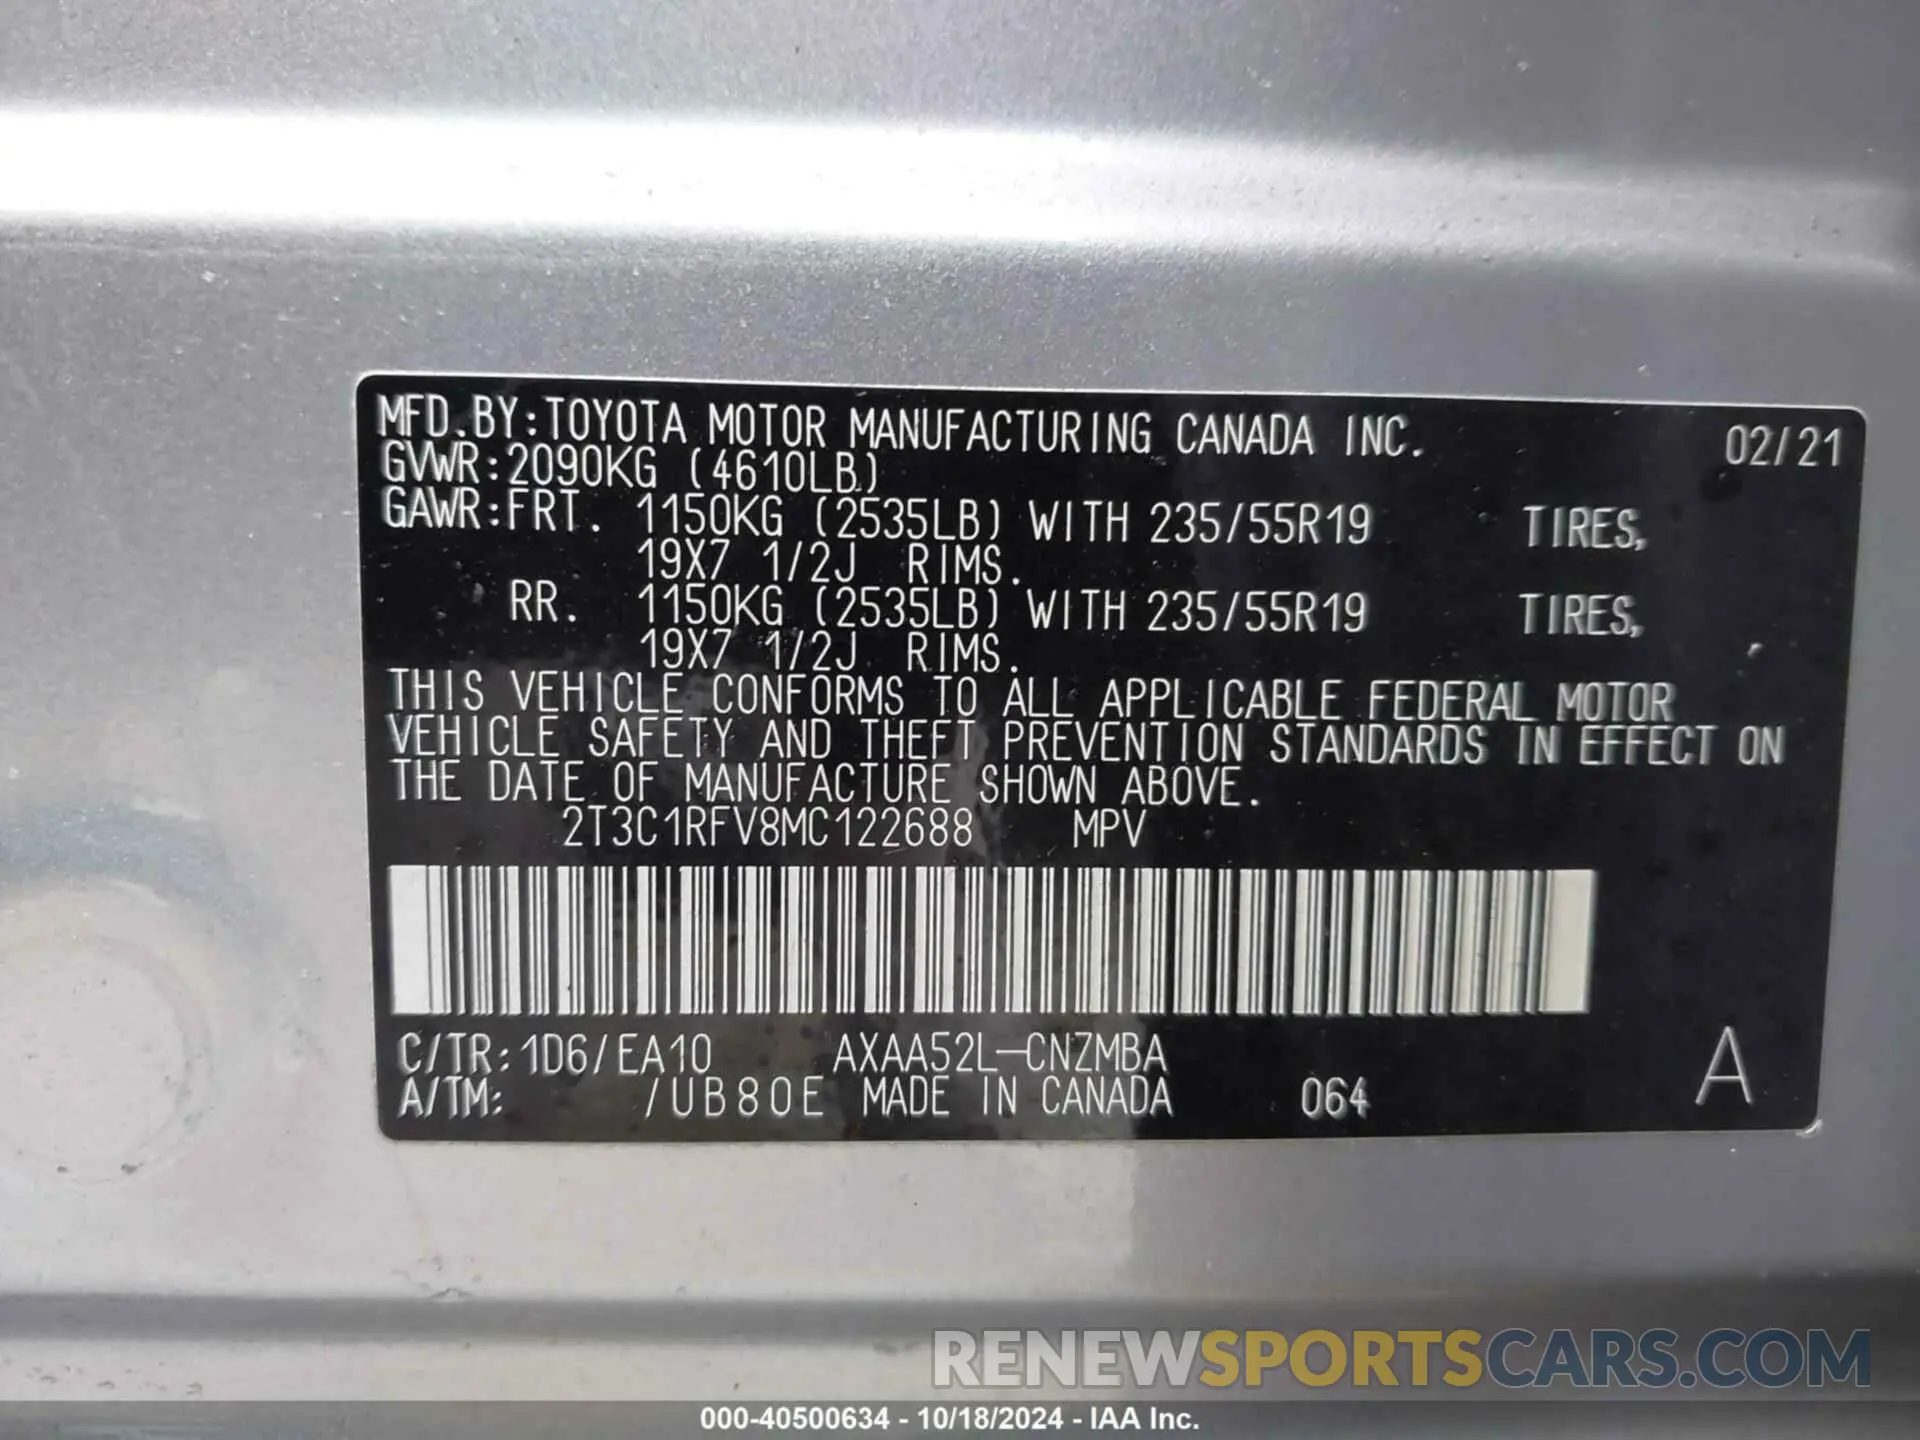 MFD.BY:TOYOTA MOTOR MANUFACTURING CANADA INC. 02/21
GVWR:2090KG (4610LB)
GAWR:FRT. 1150KG (2535LB) WITH 235/55R19 TIRES,
19X7 1/2J RIMS.
RR. 1150KG (2535LB) WITH 235/55R19 TIRES,
19X7 1/2J RIMS.
THIS VEHICLE CONFORMS TO ALL APPLICABLE FEDERAL MOTOR
VEHICLE SAFETY AND THEFT PREVENTION STANDARDS IN EFFECT ON
THE DATE OF MANUFACTURE SHOWN ABOVE.
2T3C1RFV8MC122688 MPV
C/TR:1D6/EA10 AXAA52L-CNZMBA
A/TM: /UB80E MADE IN CANADA 064 A
RENEWSPORTSCARS.COM
000-40500634 - 10/18/2024 - IAA Inc.